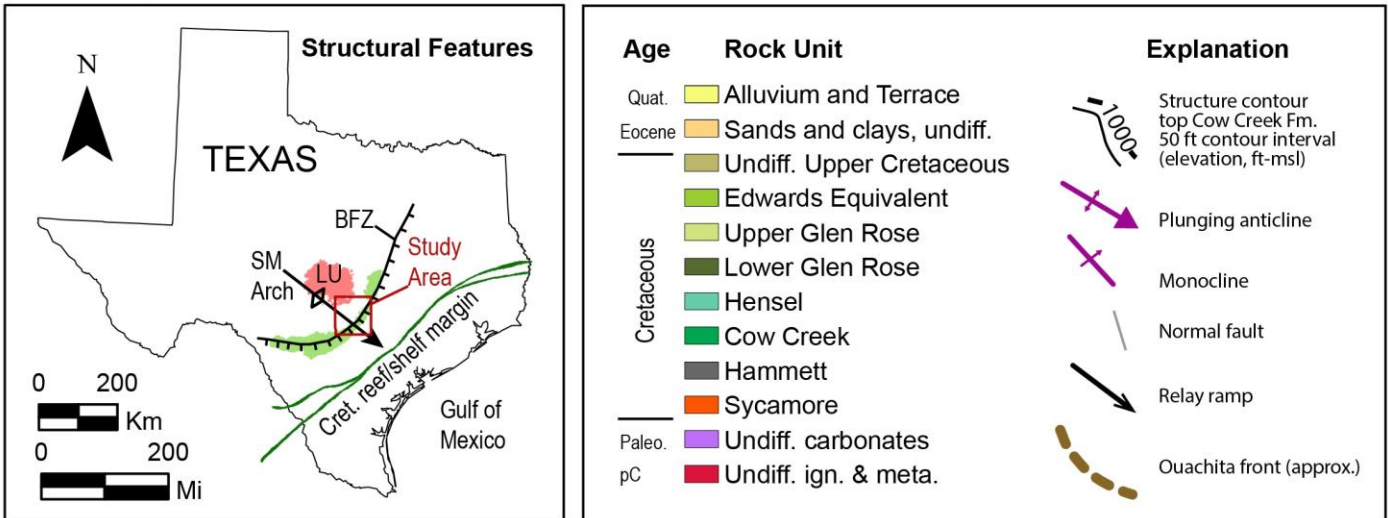 Structural Features
N
TEXAS
BFZ
Study
Area
SM
Arch
LU
Cret. reef/shelf margin
Gulf of
Mexico
0 200
Km
0 200
Mi
Age Rock Unit
Quat. Alluvium and Terrace
Eocene Sands and clays, undiff.
Cretaceous
Undiff. Upper Cretaceous
Edwards Equivalent
Upper Glen Rose
Lower Glen Rose
Hensel
Cow Creek
Hammett
Sycamore
Paleo. Undiff. carbonates
pC Undiff. ign. & meta.
Explanation
1000
Structure contour
top Cow Creek Fm.
50 ft contour interval
(elevation, ft-msl)
Plunging anticline
Monocline
Normal fault
Relay ramp
Ouachita front (approx.)